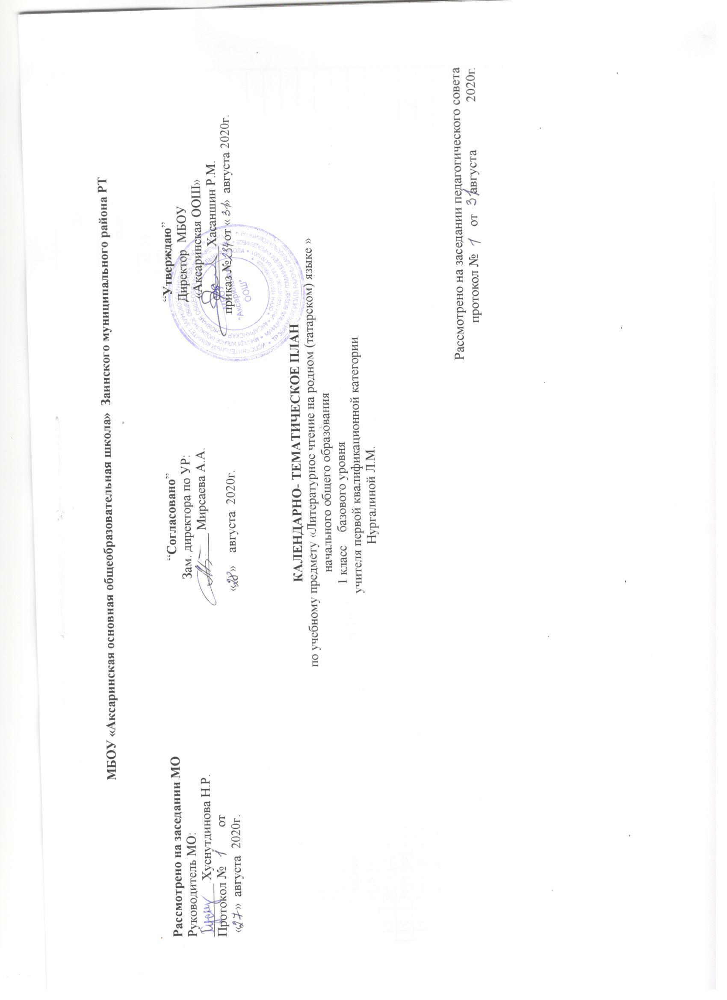 МБОУ «Аксаринская основная общеобразовательная школа» Заинского муниципального района РТ
Рассмотрено на заседании МО
Руководитель МО:
Хуснутдинова Н.Р.
Протокол № 1 от
«27» августа 2020г.
“Согласовано”
Зам. директора по УР:
Мирсаева А.А.
«28» августа 2020г.
“Утверждаю”
Директор МБОУ
«Аксаринская ООШ»
Хасаншин Р.М.
приказ № 134 от «31» августа 2020г.
"Аксаринская
ООШ"
КАЛЕНДАРНО- ТЕМАТИЧЕСКОЕ ПЛАН
по учебному предмету «Литературное чтение на родном (татарском) языке »
начального общего образования
1 класс базового уровня
учителя первой квалификационной категории
Нургалиной Л.М.
Рассмотрено на заседании педагогического совета
протокол № 1 от 31 августа 2020г.